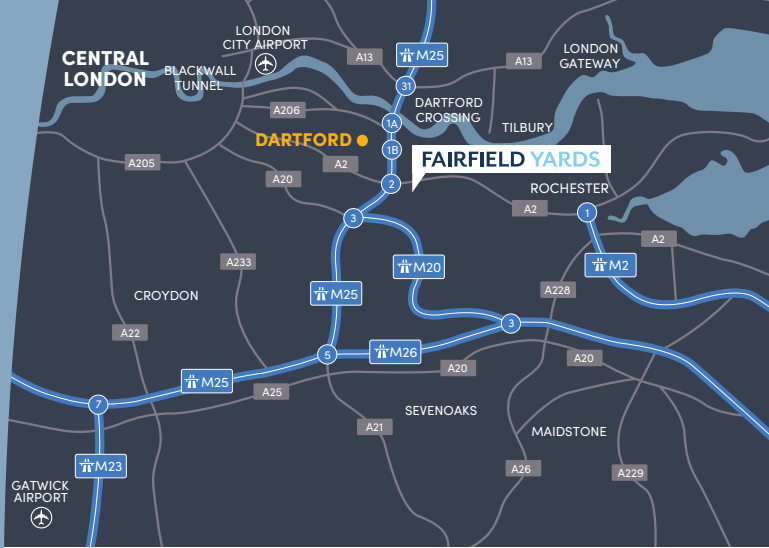 LONDON
CITY AIRPORT
M25
LONDON
GATEWAY
CENTRAL
LONDON
A13
A13
BLACKWALL
TUNNEL
31
A206
DARTFORD
CROSSING
1A
TILBURY
DARTFORD
1B
A205
A2
FAIRFIELD YARDS
A20
2
ROCHESTER
A2
1
3
A2
A233
M20
M2
M25
A228
CROYDON
A22
3
5
M26
A20
A20
M25
A25
7
SEVENOAKS
A21
MAIDSTONE
M23
A26
A229
GATWICK
AIRPORT